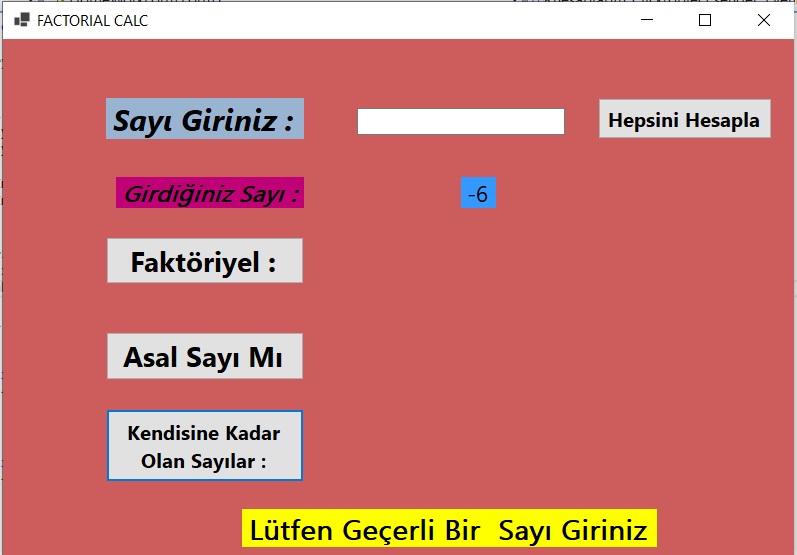 FACTORIAL CALC
Sayı Giriniz :
Hepsini Hesapla
Girdiğiniz Sayı :
-6
Faktöriyel :
Asal Sayı Mı
Kendisine Kadar
Olan Sayılar :
Lütfen Geçerli Bir  Sayı Giriniz